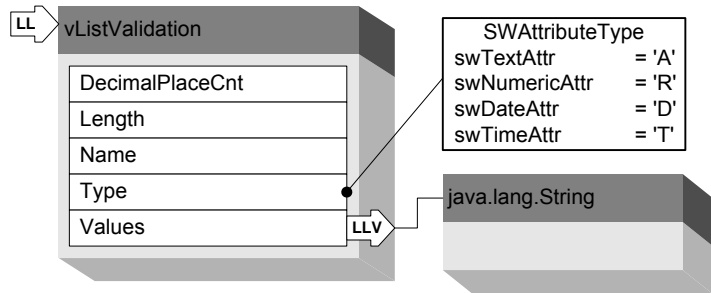 LL
vListValidation
DecimalPlaceCnt
Length
Name
Type
Values
LLV
SWAttributeType
swTextAttr = 'A'
swNumericAttr = 'R'
swDateAttr = 'D'
swTimeAttr = 'T'
java.lang.String